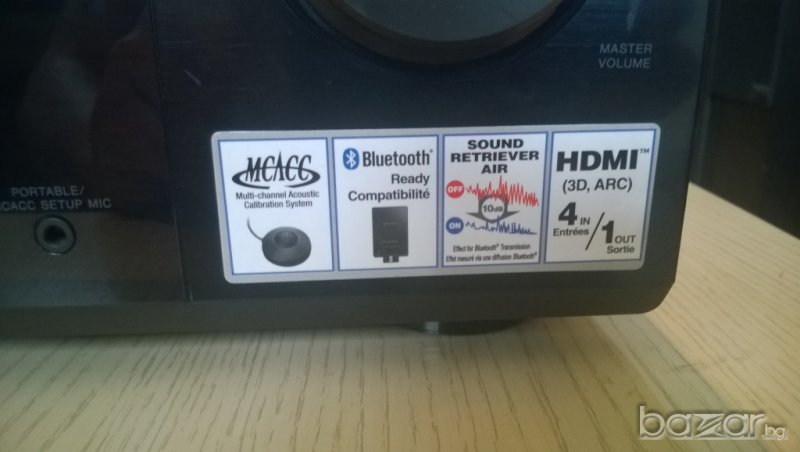 MASTER
VOLUME
PORTABLE/
MCACC SETUP MIC
MCACC
Multi-channel Acoustic
Calibration System
Bluetooth®
Ready
Compatibilité
SOUND
RETRIEVER
AIR
OFF
10dB
ON
Effect for Bluetooth® Transmission
Effet mesuré via une diffusion Bluetooth®
HDMI™
(3D, ARC)
4 IN
Entrées
/1 OUT
Sortie
bazar.bg